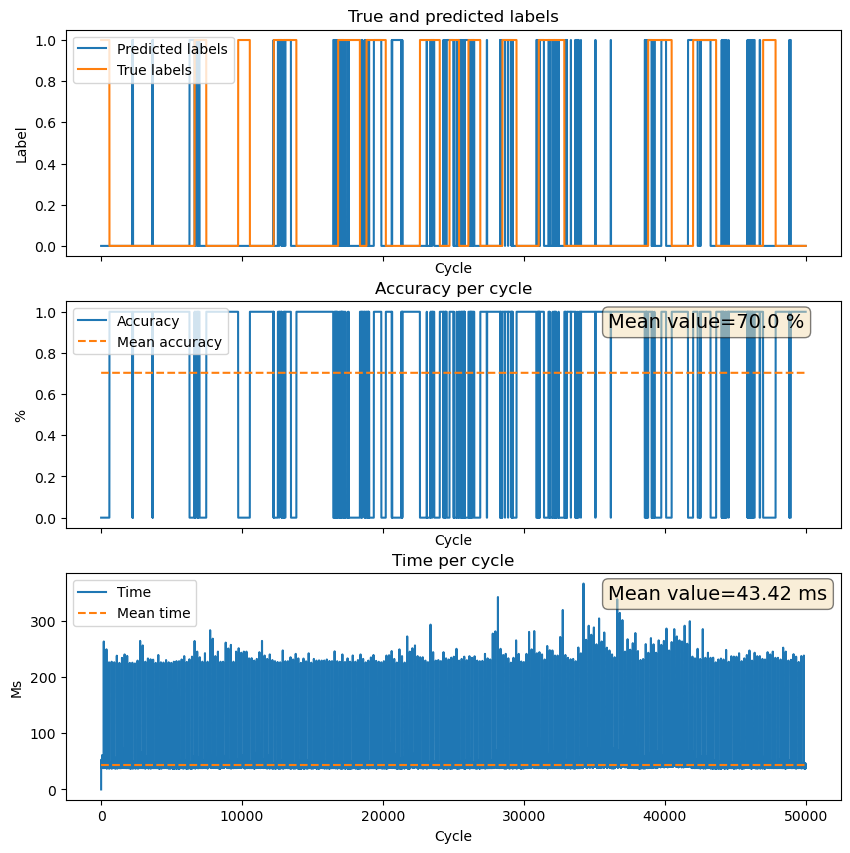 True and predicted labels
1.0
0.8
0.6
0.4
0.2
0.0
Label
Predicted labels
True labels
Cycle
Accuracy per cycle
1.0
0.8
0.6
0.4
0.2
0.0
%
Accuracy
Mean accuracy
Mean value=70.0 %
Cycle
Time per cycle
300
200
100
0
Ms
Time
Mean time
Mean value=43.42 ms
0 10000 20000 30000 40000 50000
Cycle